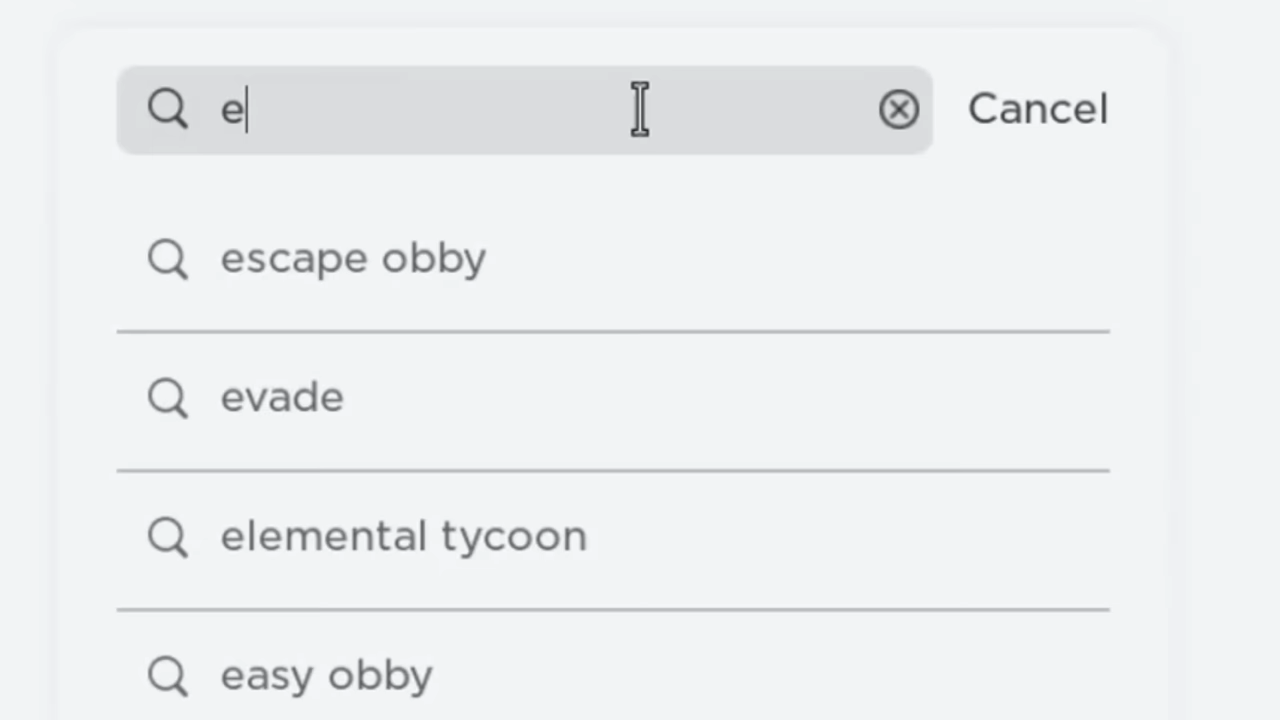 e Cancel
escape obby
evade
elemental tycoon
easy obby